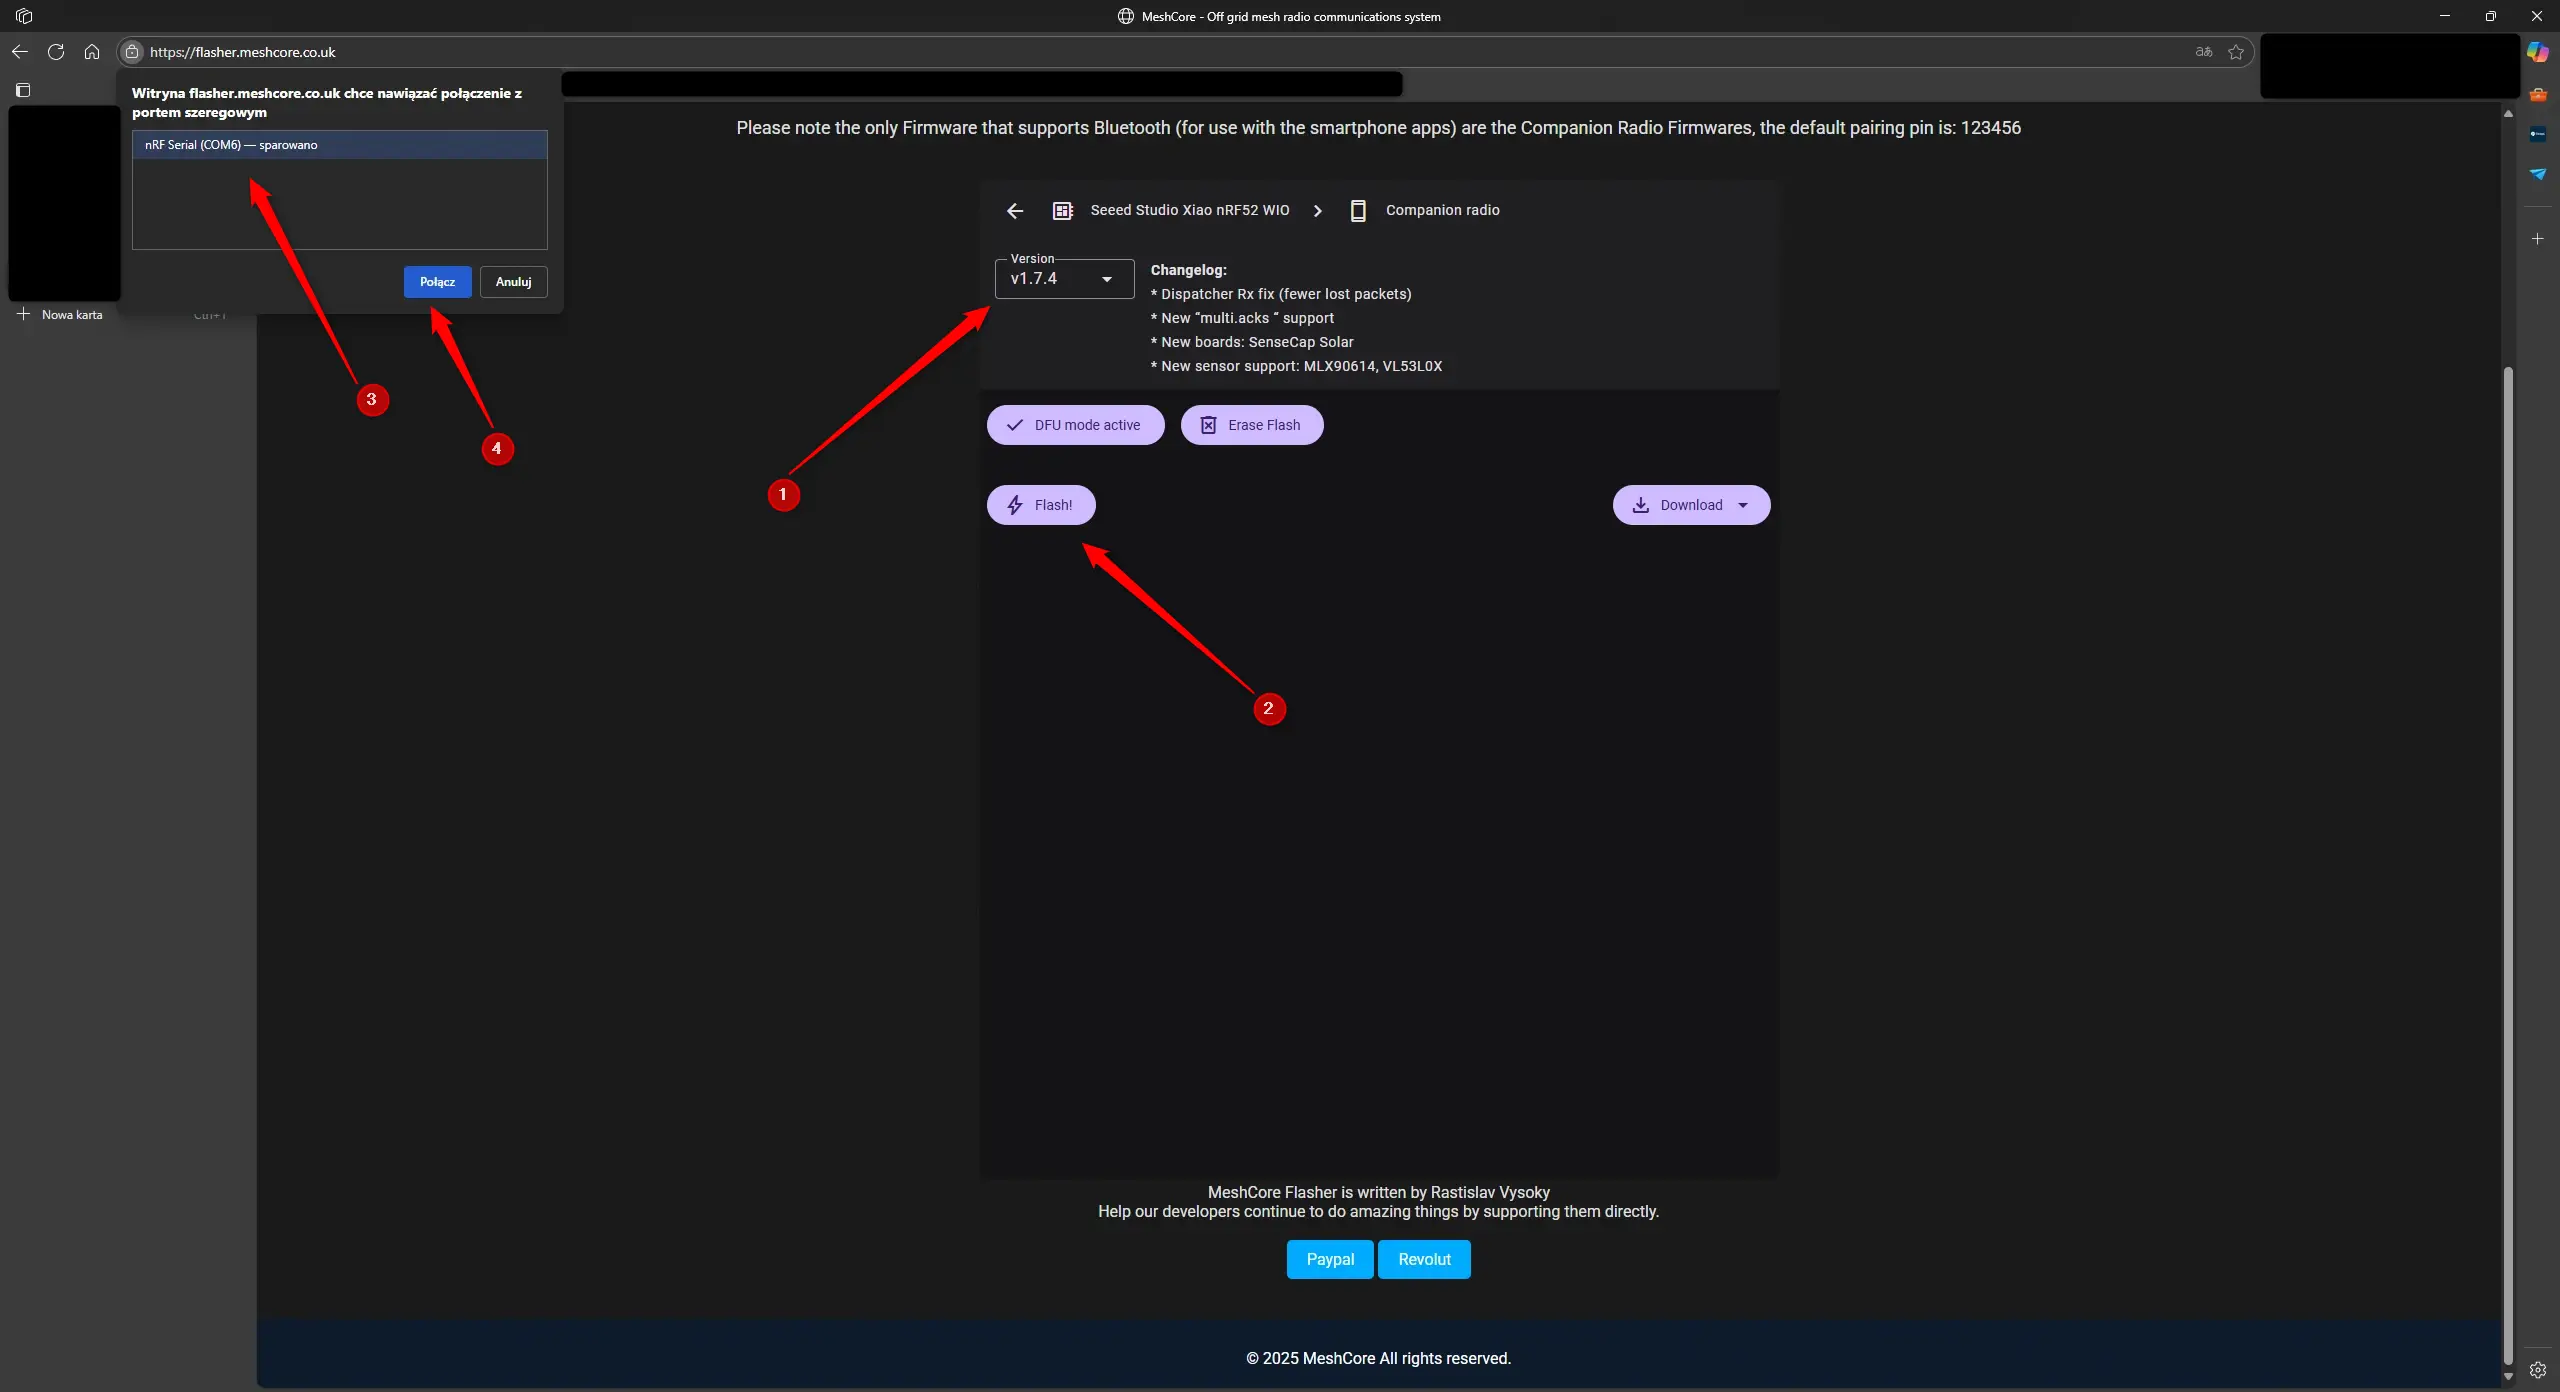 MeshCore - Off grid mesh radio communications system
https://flasher.meshcore.co.uk
aあ
Witryna flasher.meshcore.co.uk chce nawiązać połączenie z
portem szeregowym
nRF Serial (COM6) — sparowano
Połącz
Anuluj
Nowa karta
Ctrl+T
3
4
Please note the only Firmware that supports Bluetooth (for use with the smartphone apps) are the Companion Radio Firmwares, the default pairing pin is: 123456
Seeed Studio Xiao nRF52 WIO
Companion radio
Version
v1.7.4
Changelog:
* Dispatcher Rx fix (fewer lost packets)
* New “multi.acks “ support
* New boards: SenseCap Solar
* New sensor support: MLX90614, VL53L0X
DFU mode active
Erase Flash
1
Flash!
Download
2
MeshCore Flasher is written by Rastislav Vysoky
Help our developers continue to do amazing things by supporting them directly.
Paypal
Revolut
© 2025 MeshCore All rights reserved.